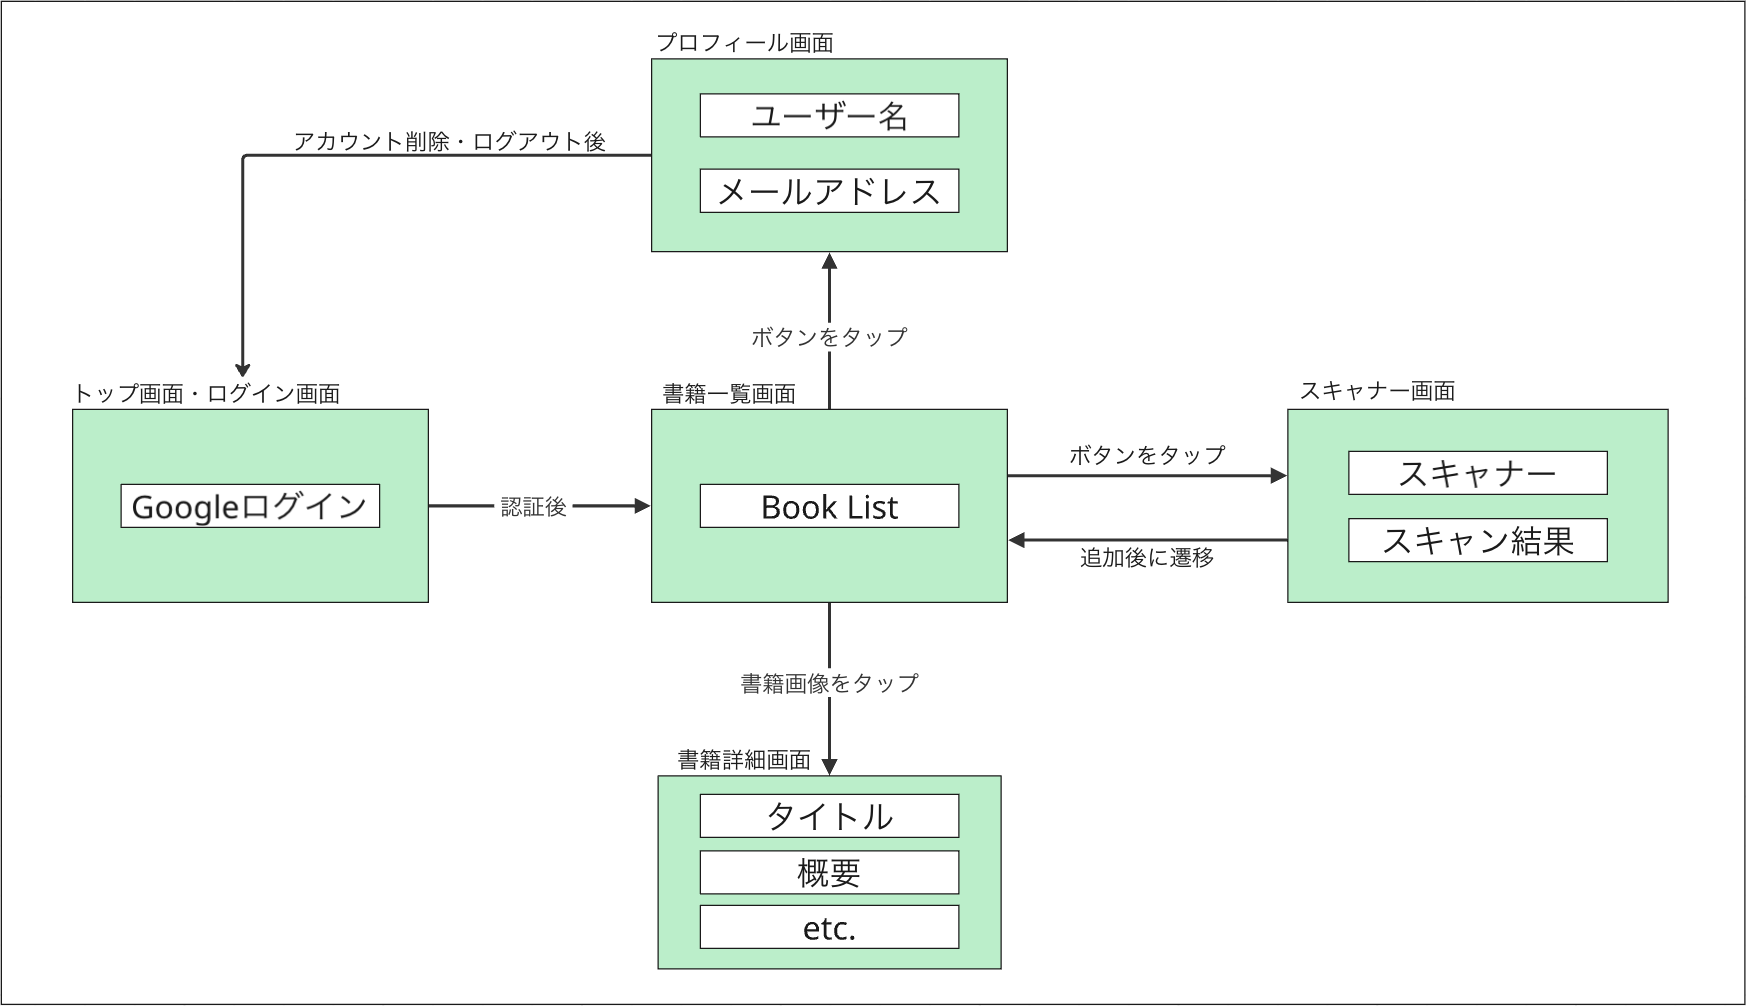 プロフィール画面
ユーザー名
メールアドレス
アカウント削除・ログアウト後
ボタンをタップ
トップ画面・ログイン画面
Googleログイン
認証後
書籍一覧画面
Book List
ボタンをタップ
追加後に遷移
スキャナー画面
スキャナー
スキャン結果
書籍画像をタップ
書籍詳細画面
タイトル
概要
etc.